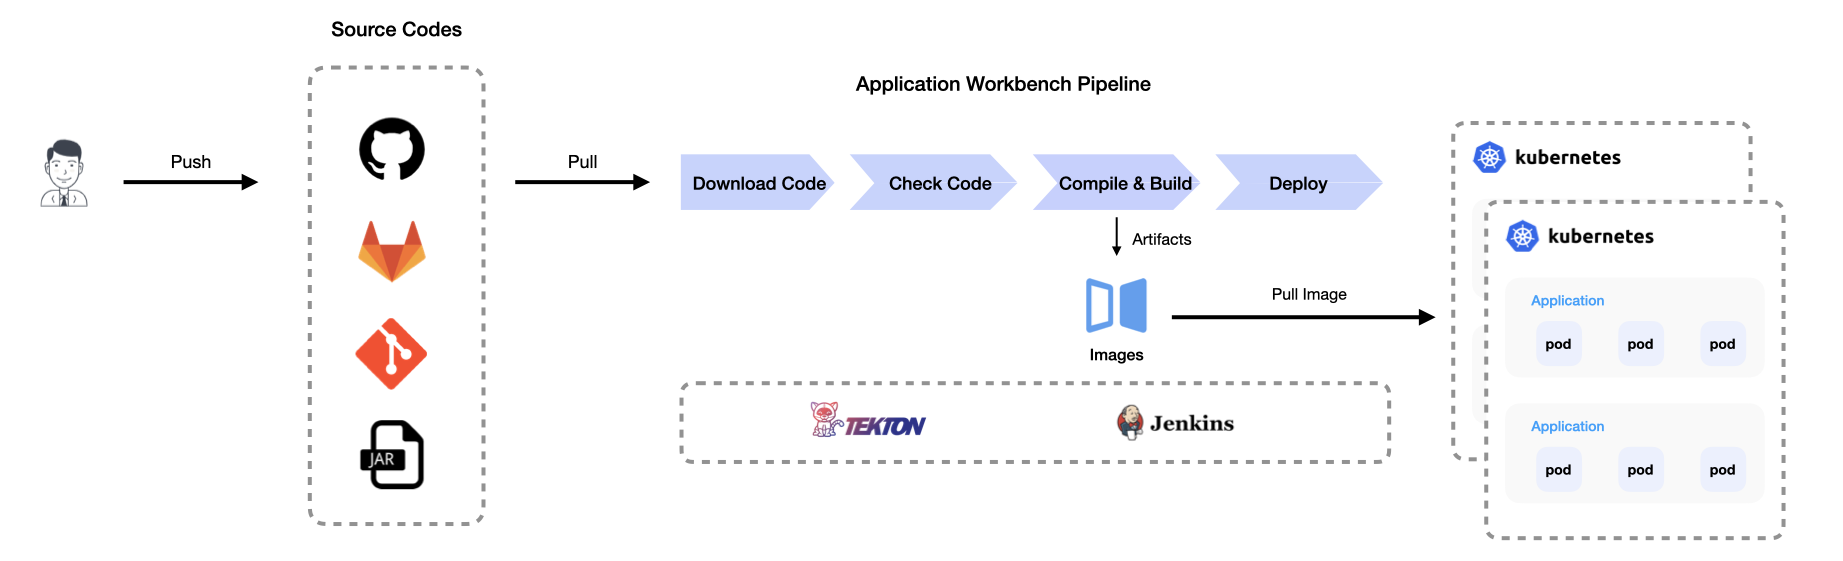 Source Codes
Application Workbench Pipeline
Push
Pull
JAR
Download Code
Check Code
Compile & Build
Deploy
Artifacts
Images
Pull Image
TEKTON
Jenkins
kubernetes
kubernetes
Application
pod pod pod
Application
pod pod pod